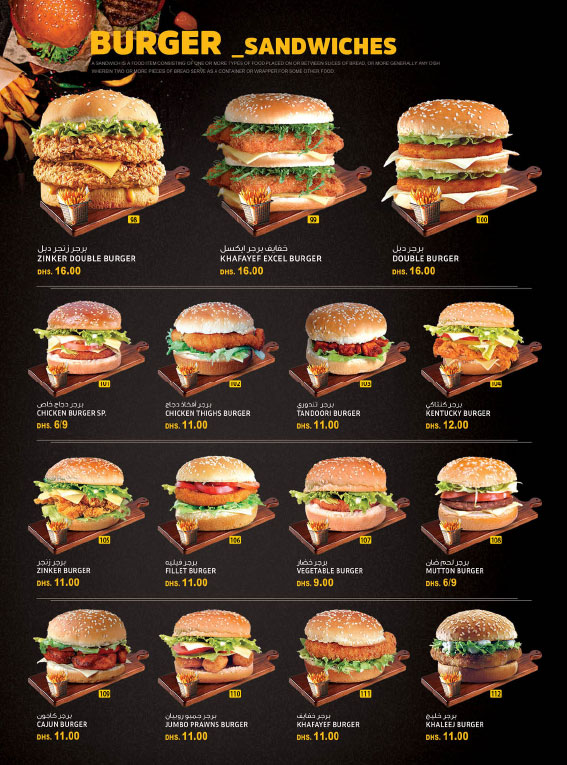 BURGER _SANDWICHES
A SANDWICH IS A FOOD ITEM CONSISTING OF ONE OR MORE TYPES OF FOOD PLACED ON OR BETWEEN SLICES OF BREAD, OR MORE GENERALLY ANY DISH
WHEREIN TWO OR MORE PIECES OF BREAD SERVE AS A CONTAINER OR WRAPPER FOR SOME OTHER FOOD
98 99 100
برجر زنجر دبل
ZINKER DOUBLE BURGER
DHS. 16.00
خفايف برجر ايكسل
KHAFAYEF EXCEL BURGER
DHS. 16.00
برجر دبل
DOUBLE BURGER
DHS. 16.00
101 102 103 104
برجر دجاج خاص
CHICKEN BURGER SP.
DHS. 6/9
برجر أفخاذ دجاج
CHICKEN THIGHS BURGER
DHS. 11.00
برجر تندوري
TANDOORI BURGER
DHS. 11.00
برجر كنتاكي
KENTUCKY BURGER
DHS. 12.00
105 106 107 108
برجر زنجر
ZINKER BURGER
DHS. 11.00
برجر فيليه
FILLET BURGER
DHS. 11.00
برجر خضار
VEGETABLE BURGER
DHS. 9.00
برجر لحم ضان
MUTTON BURGER
DHS. 6/9
109 110 111 112
برجر كاجون
CAJUN BURGER
DHS. 11.00
برجر جمبو روبيان
JUMBO PRAWNS BURGER
DHS. 11.00
برجر خفايف
KHAFAYEF BURGER
DHS. 11.00
برجر خليج
KHALEEJ BURGER
DHS. 11.00